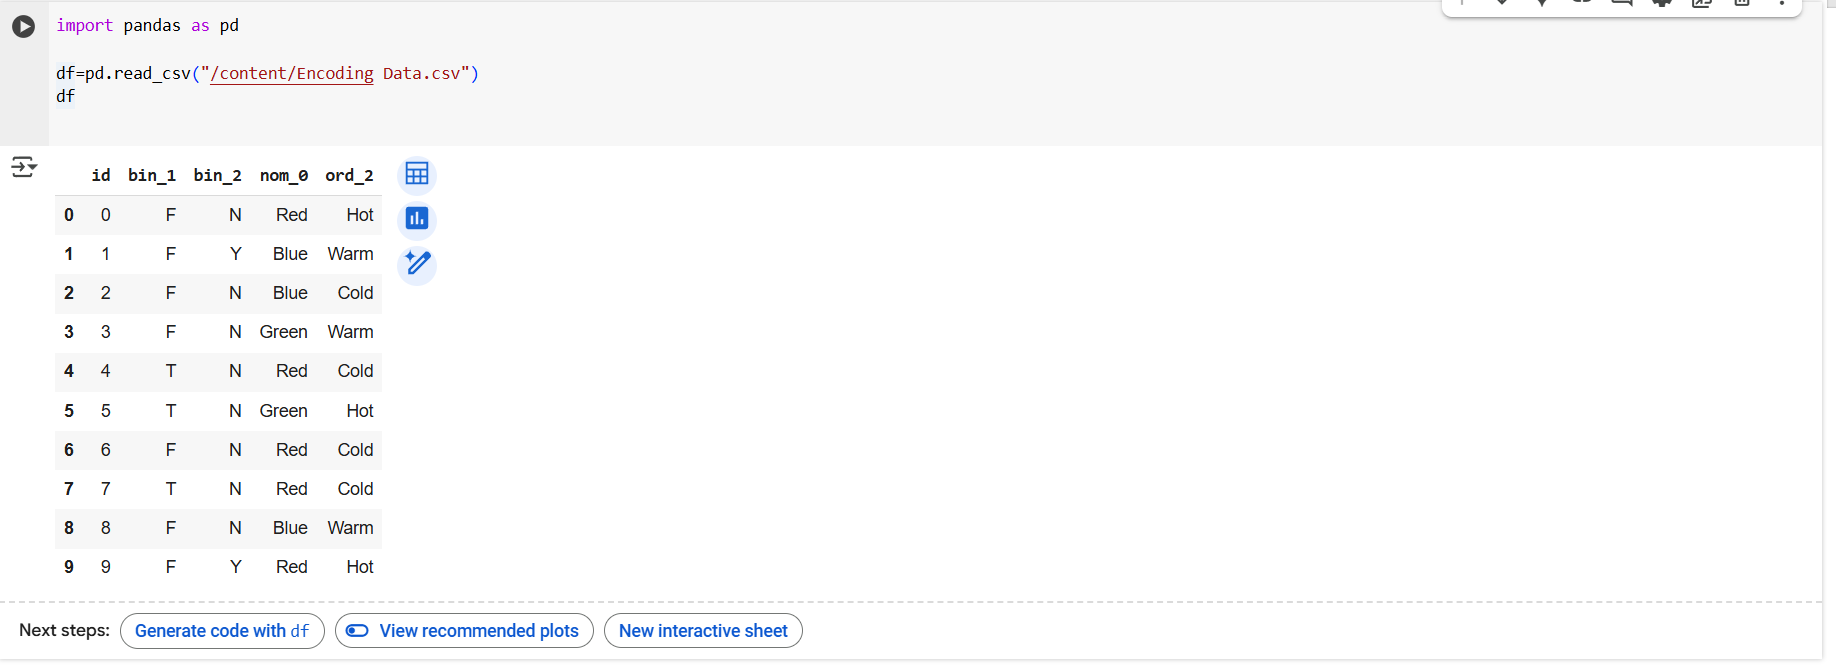 import pandas as pd
df=pd.read_csv("/content/Encoding Data.csv")
df
id bin_1 bin_2 nom_0 ord_2
0 0 F N Red Hot
1 1 F Y Blue Warm
2 2 F N Blue Cold
3 3 F N Green Warm
4 4 T N Red Cold
5 5 T N Green Hot
6 6 F N Red Cold
7 7 T N Red Cold
8 8 F N Blue Warm
9 9 F Y Red Hot
Next steps: Generate code with df View recommended plots New interactive sheet